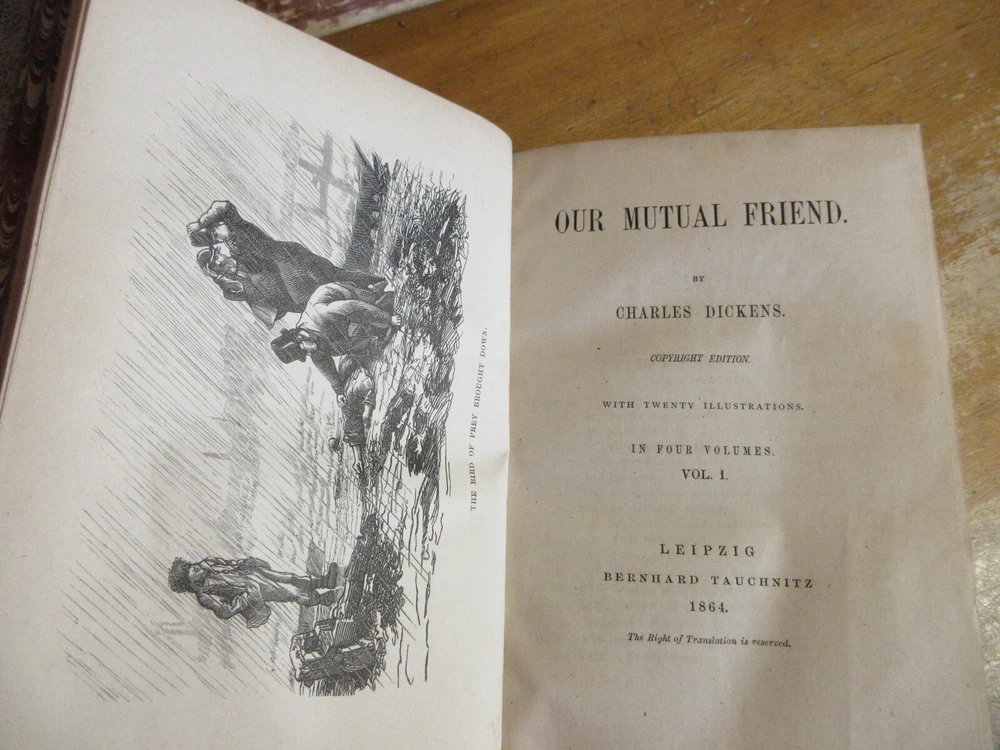 THE BIRD OF PREY BROUGHT DOWN.
OUR MUTUAL FRIEND.
BY
CHARLES DICKENS.
COPYRIGHT EDITION.
WITH TWENTY ILLUSTRATIONS.
IN FOUR VOLUMES.
VOL. 1.
LEIPZIG
BERNHARD TAUCHNITZ
1864.
The Right of Translation is reserved.